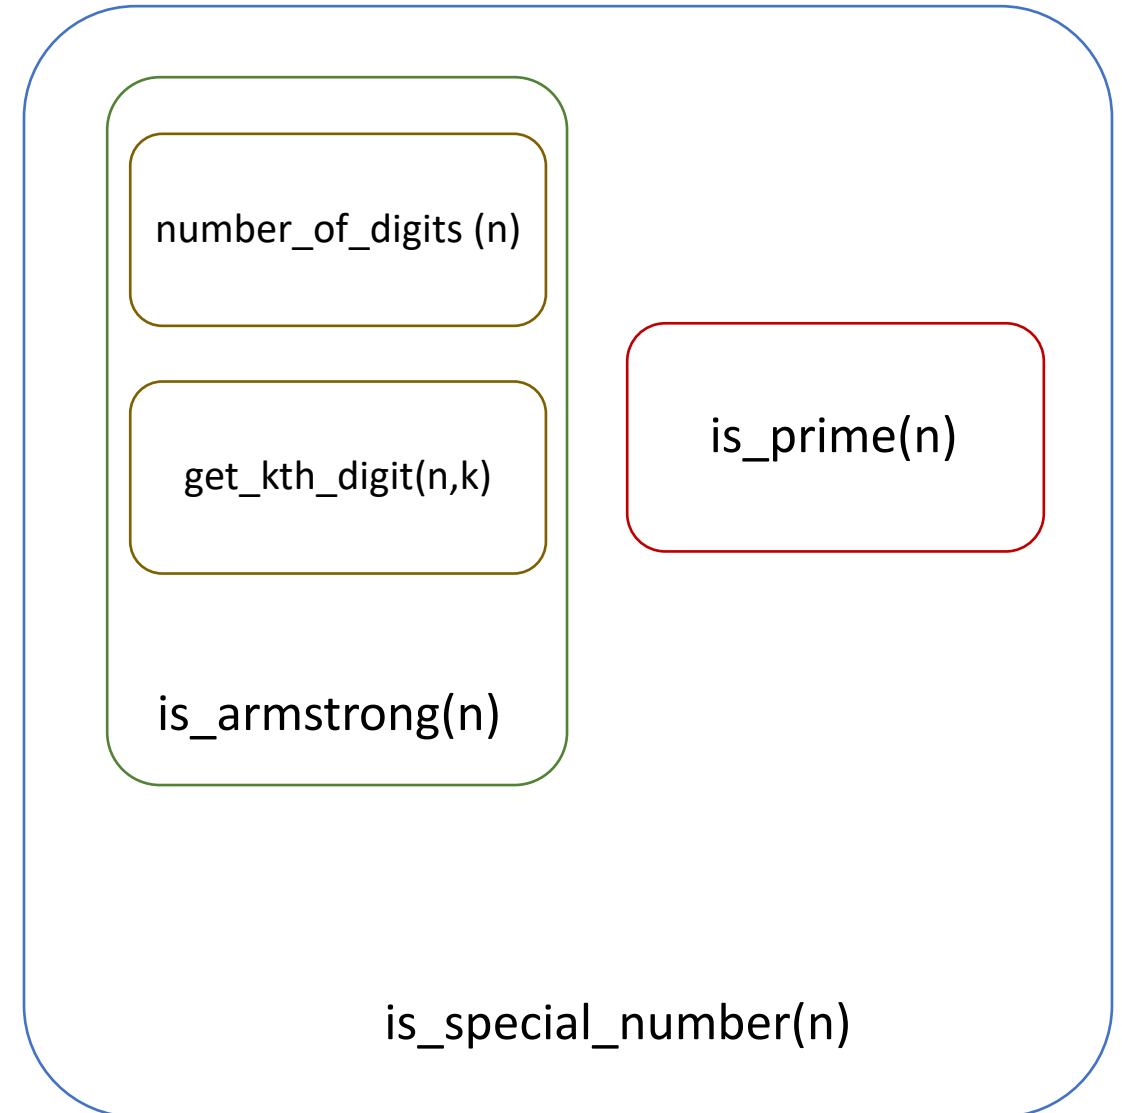 number_of_digits (n)
get_kth_digit(n,k)
is_prime(n)
is_armstrong(n)
is_special_number(n)